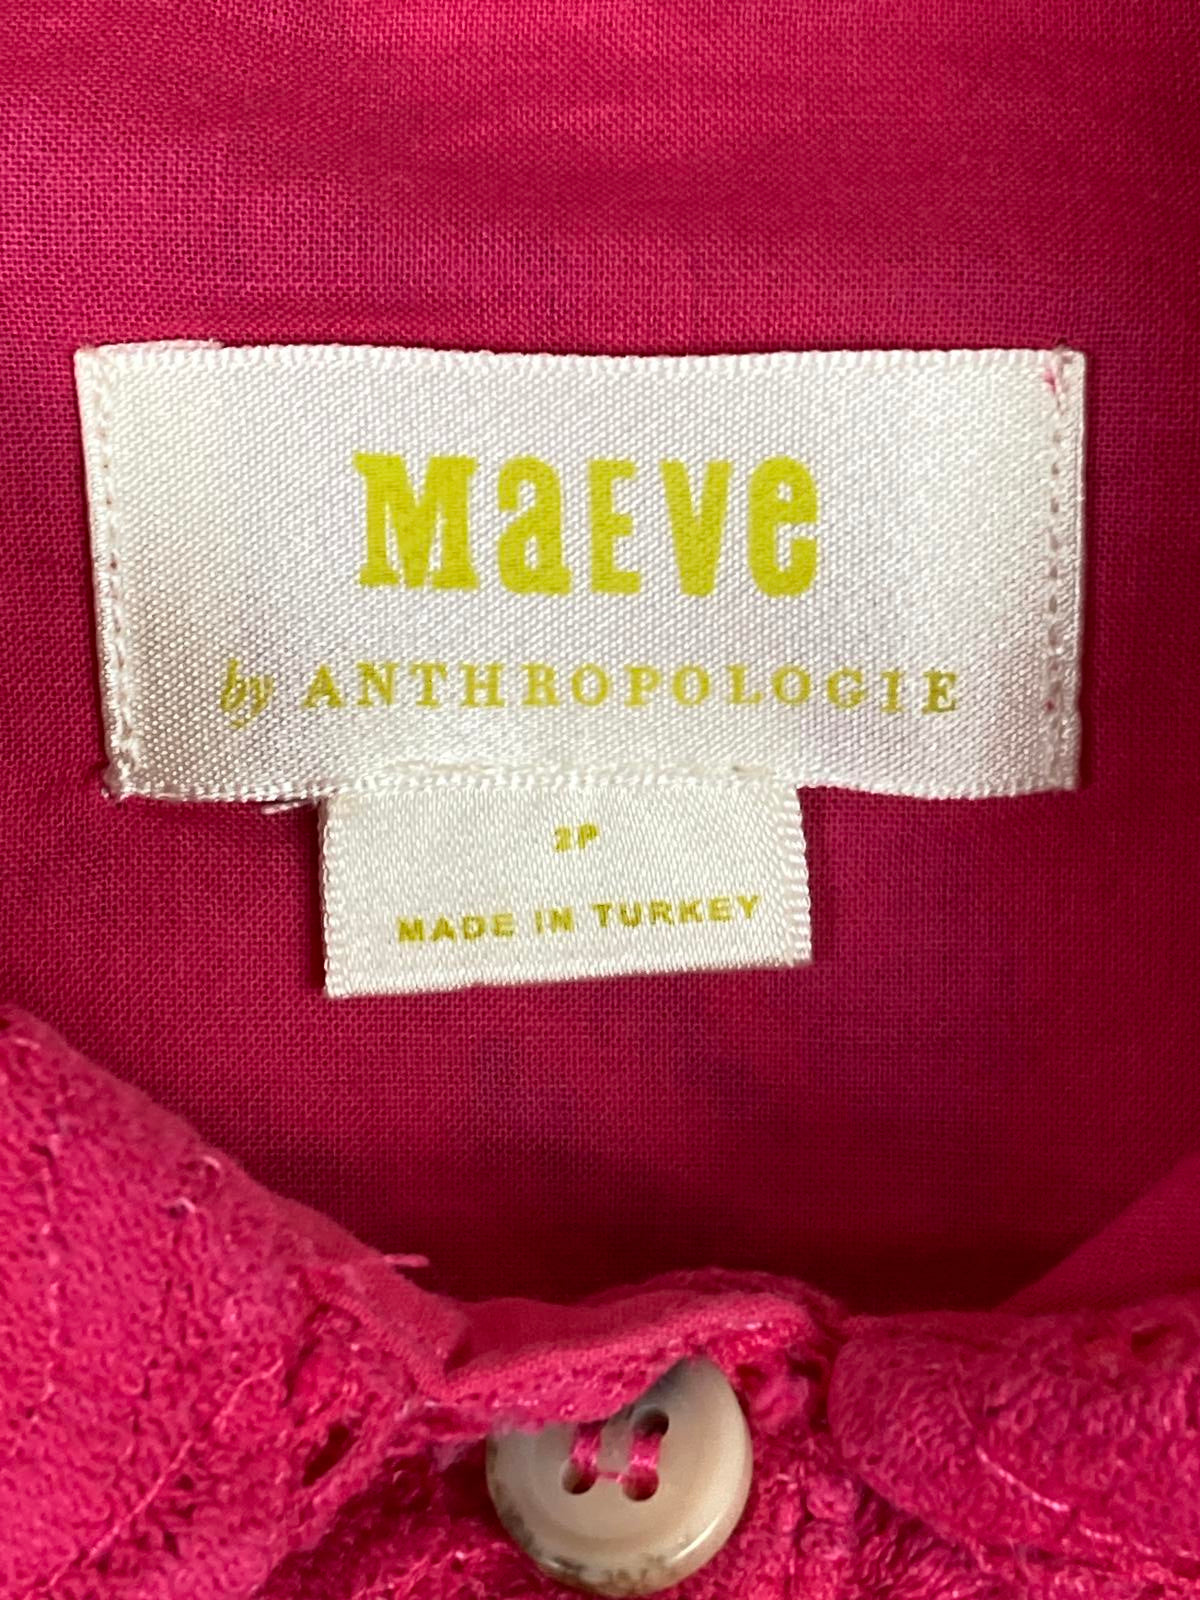 MaEVe
by ANTHROPOLOGIE
2P
MADE IN TURKEY